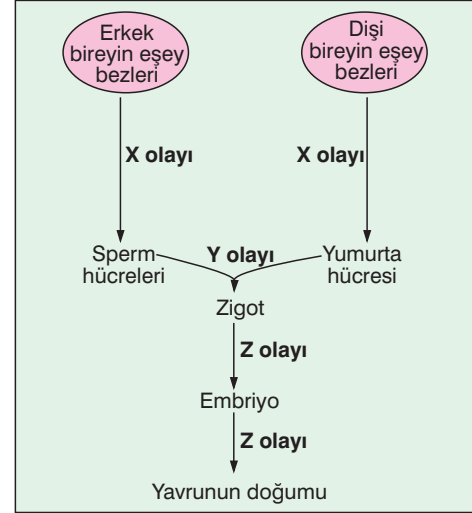 Erkek
bireyin eşey
bezleri
Dişi
bireyin eşey
bezleri
X olayı
X olayı
Sperm
hücreleri
Y olayı
Yumurta
hücresi
Zigot
Z olayı
Embriyo
Z olayı
Yavrunun doğumu